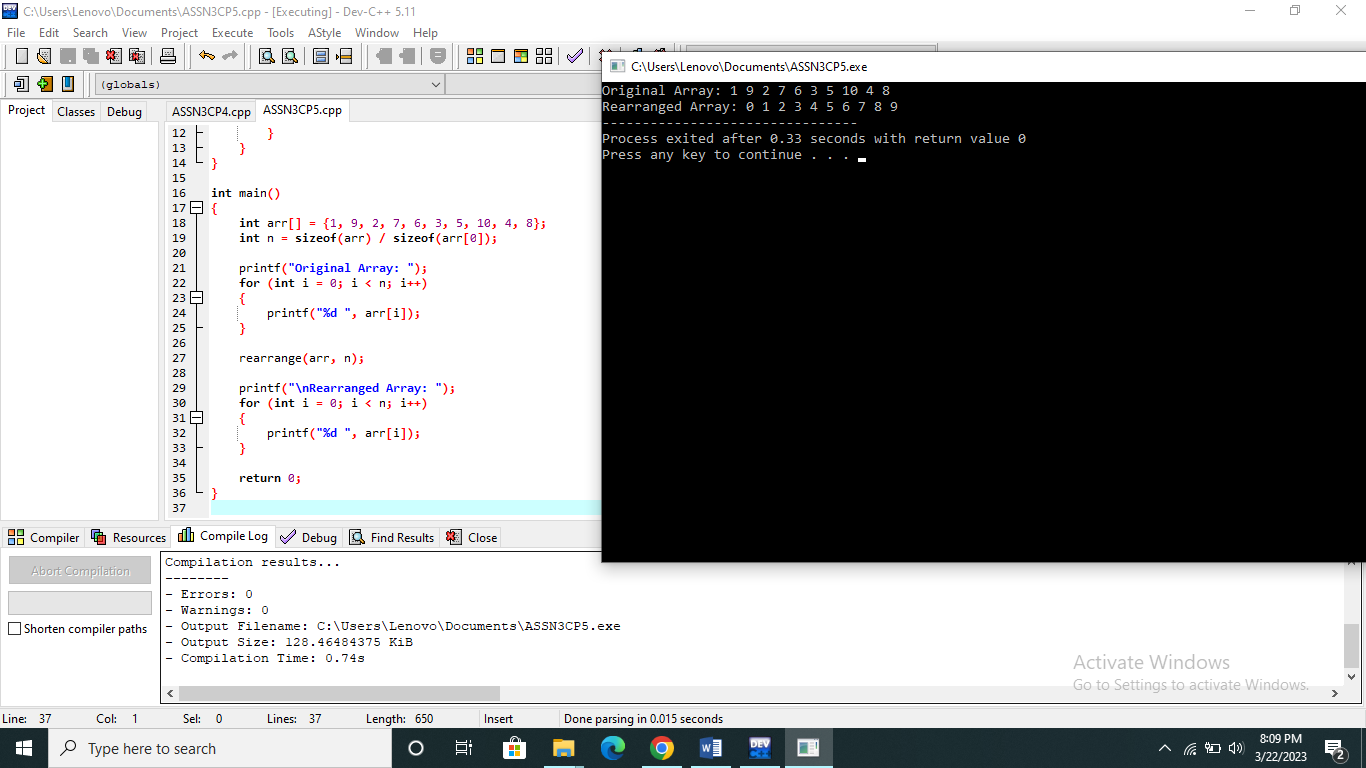 C:\Users\Lenovo\Documents\ASSN3CP5.cpp - [Executing] - Dev-C++ 5.11
File Edit Search View Project Execute Tools AStyle Window Help
(globals)
Project Classes Debug
ASSN3CP4.cpp ASSN3CP5.cpp
12 }
13 }
14 }
15
16 int main()
17 {
18 int arr[] = {1, 9, 2, 7, 6, 3, 5, 10, 4, 8};
19 int n = sizeof(arr) / sizeof(arr[0]);
20
21 printf("Original Array: ");
22 for (int i = 0; i < n; i++)
23 {
24 printf("%d ", arr[i]);
25 }
26
27 rearrange(arr, n);
28
29 printf("\nRearranged Array: ");
30 for (int i = 0; i < n; i++)
31 {
32 printf("%d ", arr[i]);
33 }
34
35 return 0;
36 }
37
C:\Users\Lenovo\Documents\ASSN3CP5.exe
Original Array: 1 9 2 7 6 3 5 10 4 8
Rearranged Array: 0 1 2 3 4 5 6 7 8 9
--------------------------------
Process exited after 0.33 seconds with return value 0
Press any key to continue . . .
Compiler Resources Compile Log Debug Find Results Close
Abort Compilation
Shorten compiler paths
Compilation results...
--------
- Errors: 0
- Warnings: 0
- Output Filename: C:\Users\Lenovo\Documents\ASSN3CP5.exe
- Output Size: 128.46484375 KiB
- Compilation Time: 0.74s
Activate Windows
Go to Settings to activate Windows.
Line: 37 Col: 1 Sel: 0 Lines: 37 Length: 650 Insert Done parsing in 0.015 seconds
Type here to search
DEV
8:09 PM
3/22/2023
2